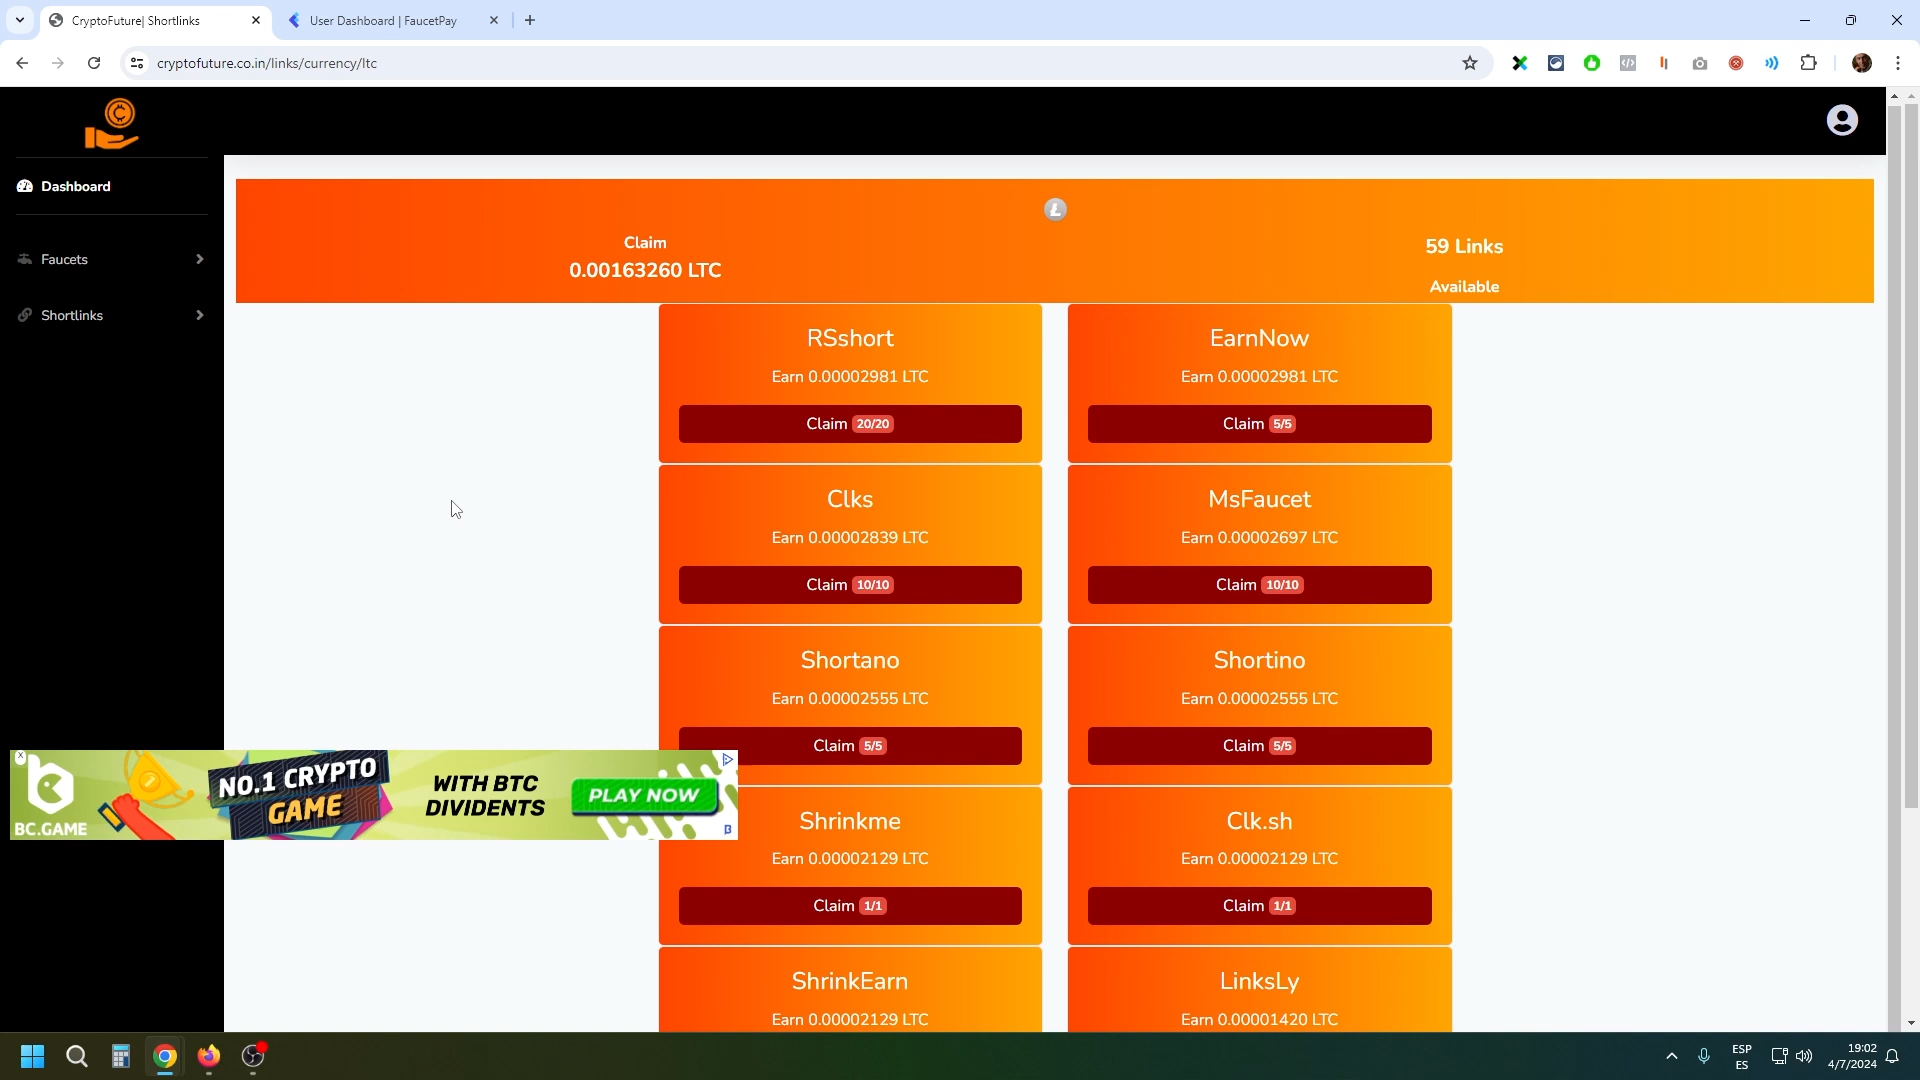 CryptoFuture| Shortlinks
User Dashboard | FaucetPay
cryptofuture.co.in/links/currency/ltc
Dashboard
Faucets
Shortlinks
Claim
0.00163260 LTC
59 Links
Available
RSshort
Earn 0.00002981 LTC
Claim 20/20
EarnNow
Earn 0.00002981 LTC
Claim 5/5
Clks
Earn 0.00002839 LTC
Claim 10/10
MsFaucet
Earn 0.00002697 LTC
Claim 10/10
Shortano
Earn 0.00002555 LTC
Claim 5/5
Shortino
Earn 0.00002555 LTC
Claim 5/5
BC.GAME
NO.1 CRYPTO
GAME
WITH BTC
DIVIDENTS
PLAY NOW
Shrinkme
Earn 0.00002129 LTC
Claim 1/1
Clk.sh
Earn 0.00002129 LTC
Claim 1/1
ShrinkEarn
Earn 0.00002129 LTC
LinksLy
Earn 0.00001420 LTC
ESP
ES
19:02
4/7/2024